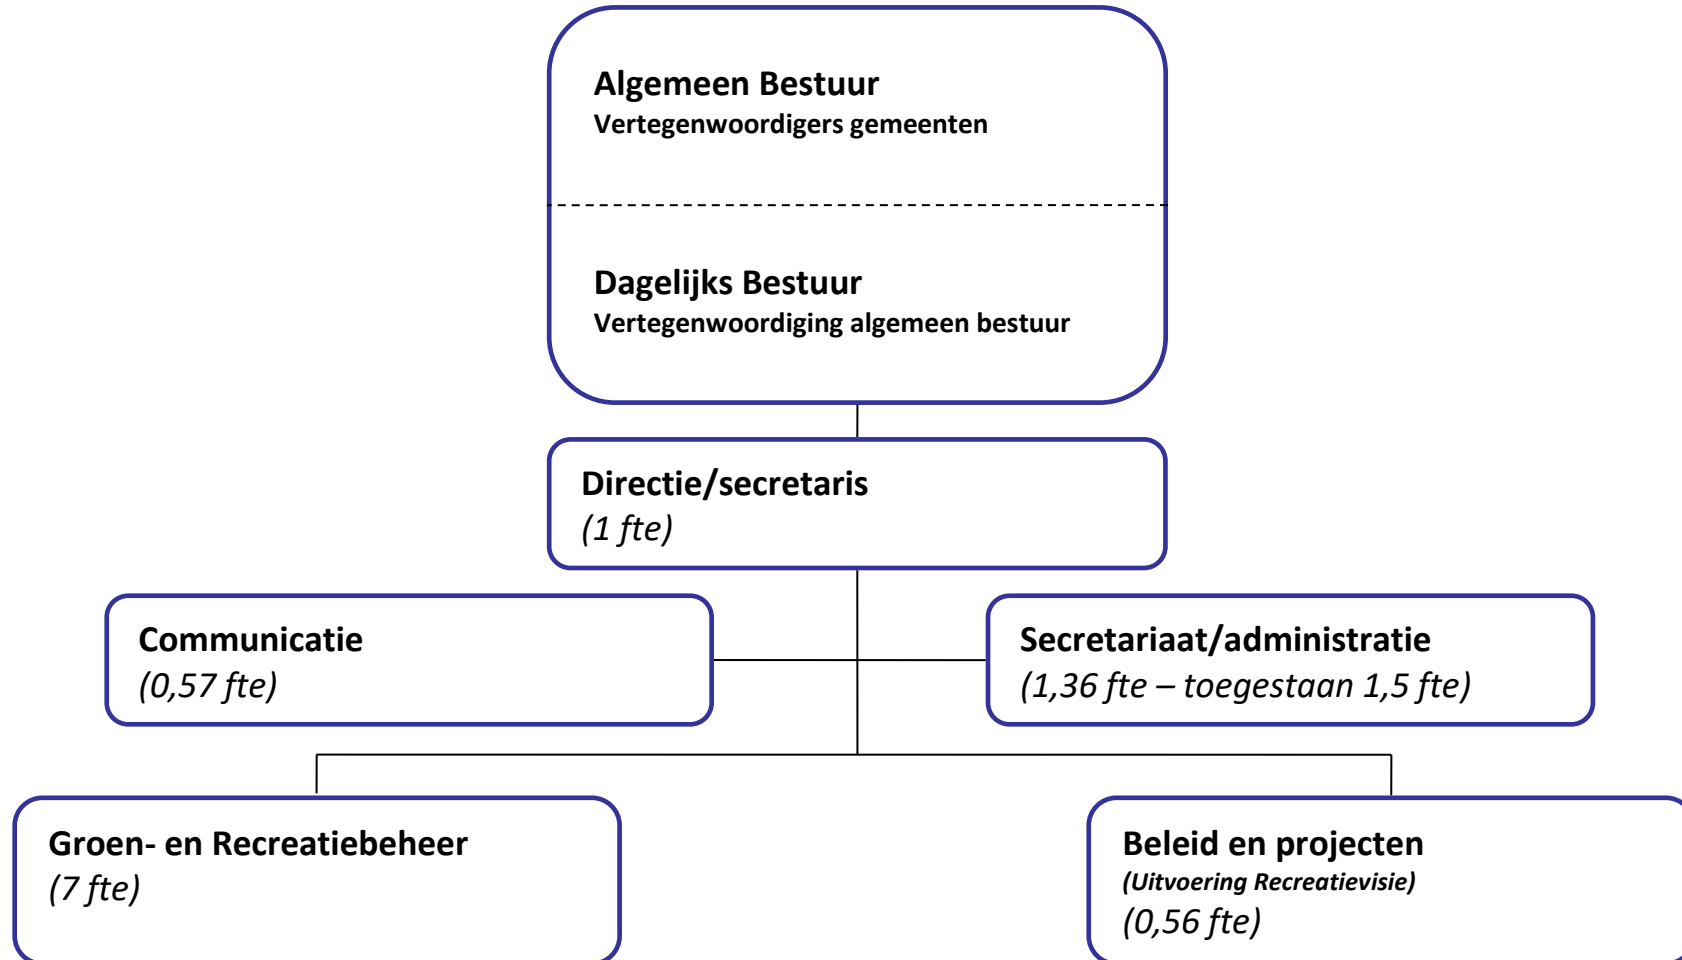 Algemeen Bestuur
Vertegenwoordigers gemeenten
Dagelijks Bestuur
Vertegenwoordiging algemeen bestuur
Directie/secretaris
(1 fte)
Communicatie
(0,57 fte)
Secretariaat/administratie
(1,36 fte – toegestaan 1,5 fte)
Groen- en Recreatiebeheer
(7 fte)
Beleid en projecten
(Uitvoering Recreatievisie)
(0,56 fte)